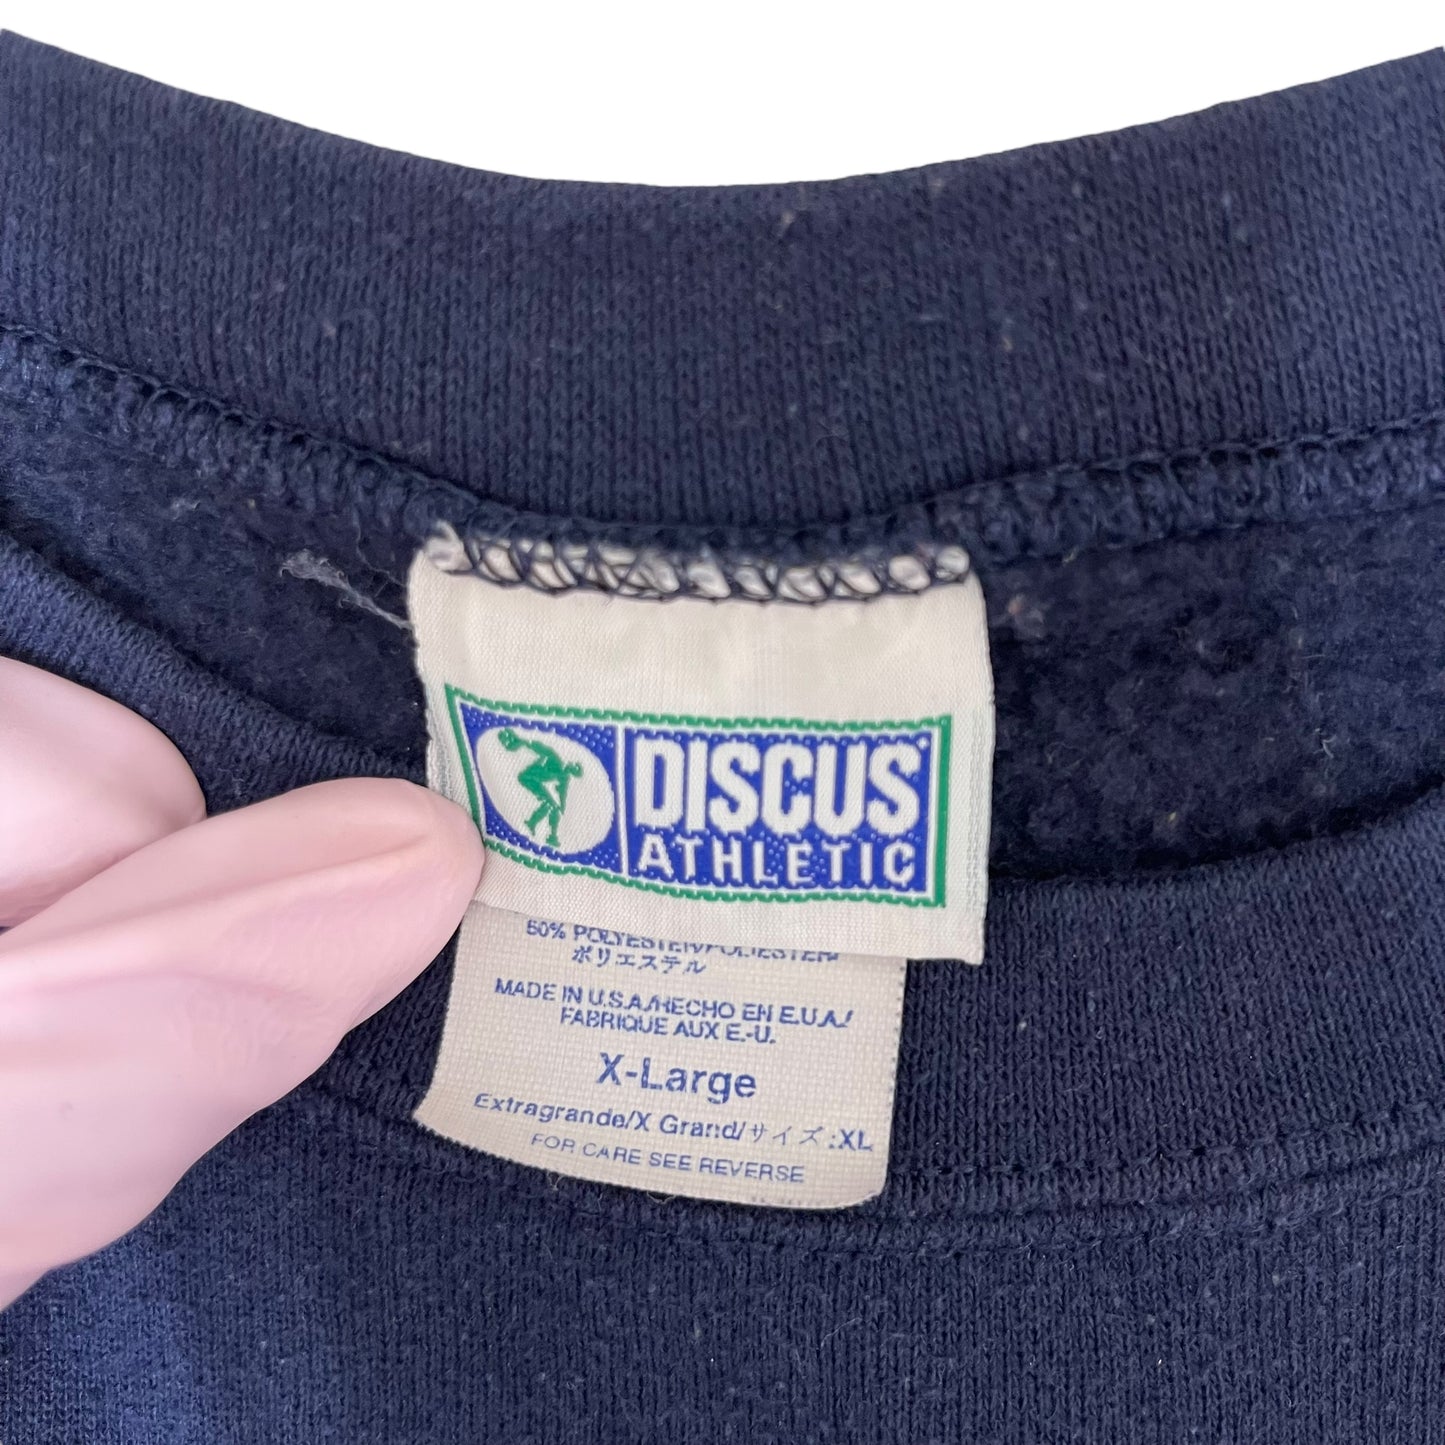 DISCUS
ATHLETIC
50% POLYESTER/POLIESTER/
ポリエステル
MADE IN U.S.A./HECHO EN E.U.A./
FABRIQUE AUX E.-U.
X-Large
Extragrande/X Grand/サイズ:XL
FOR CARE SEE REVERSE